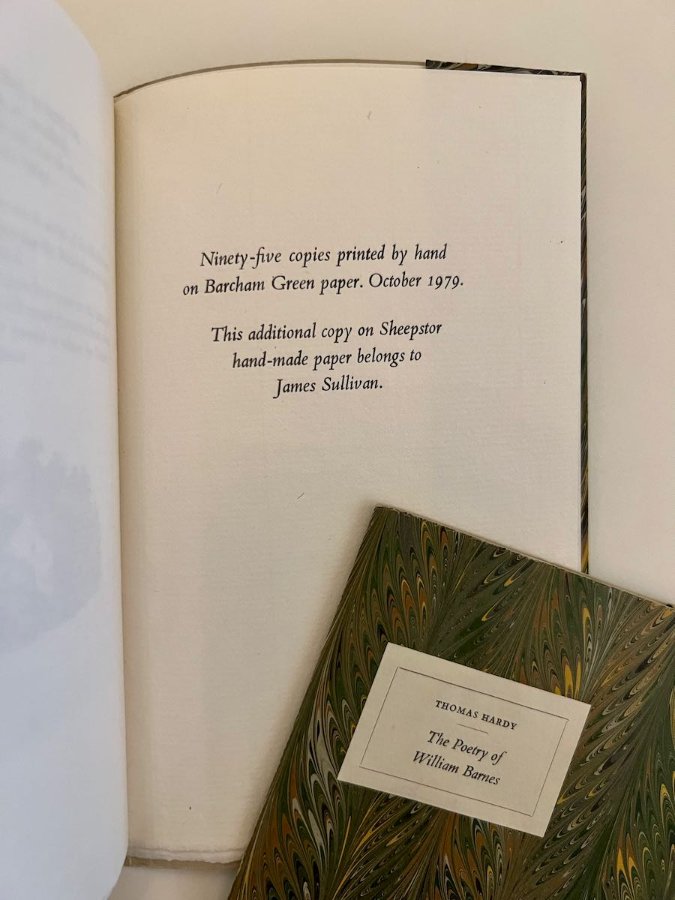 Ninety-five copies printed by hand
on Barcham Green paper. October 1979.
This additional copy on Sheepstor
hand-made paper belongs to
James Sullivan.
THOMAS HARDY
The Poetry of
William Barnes